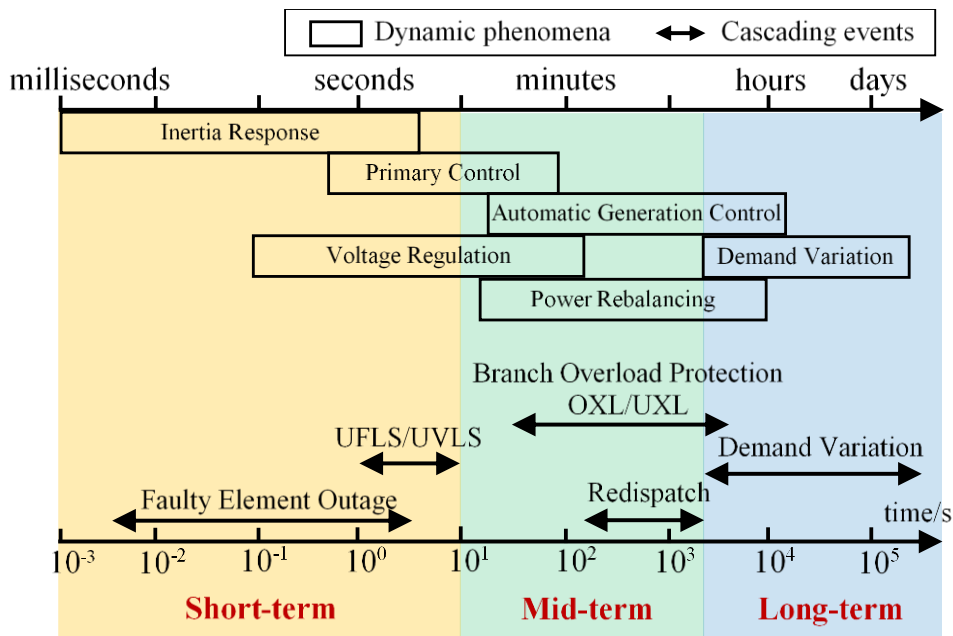 Dynamic phenomena Cascading events
milliseconds seconds minutes hours days
Inertia Response
Primary Control
Automatic Generation Control
Voltage Regulation Demand Variation
Power Rebalancing
Branch Overload Protection
OXL/UXL
UFLS/UVLS
Demand Variation
Faulty Element Outage
Redispatch
time/s
10⁻³ 10⁻² 10⁻¹ 10⁰ 10¹ 10² 10³ 10⁴ 10⁵
Short-term Mid-term Long-term